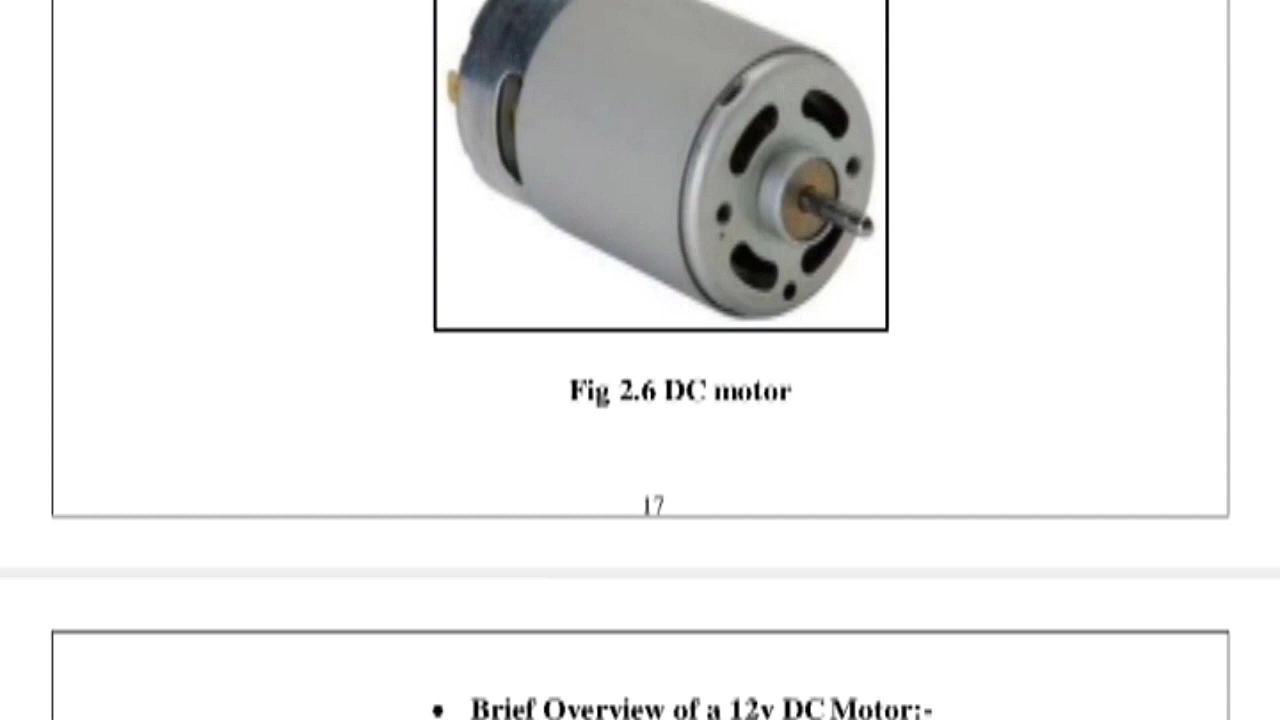 Fig 2.6 DC motor
17
• Brief Overview of a 12v DC Motor:-